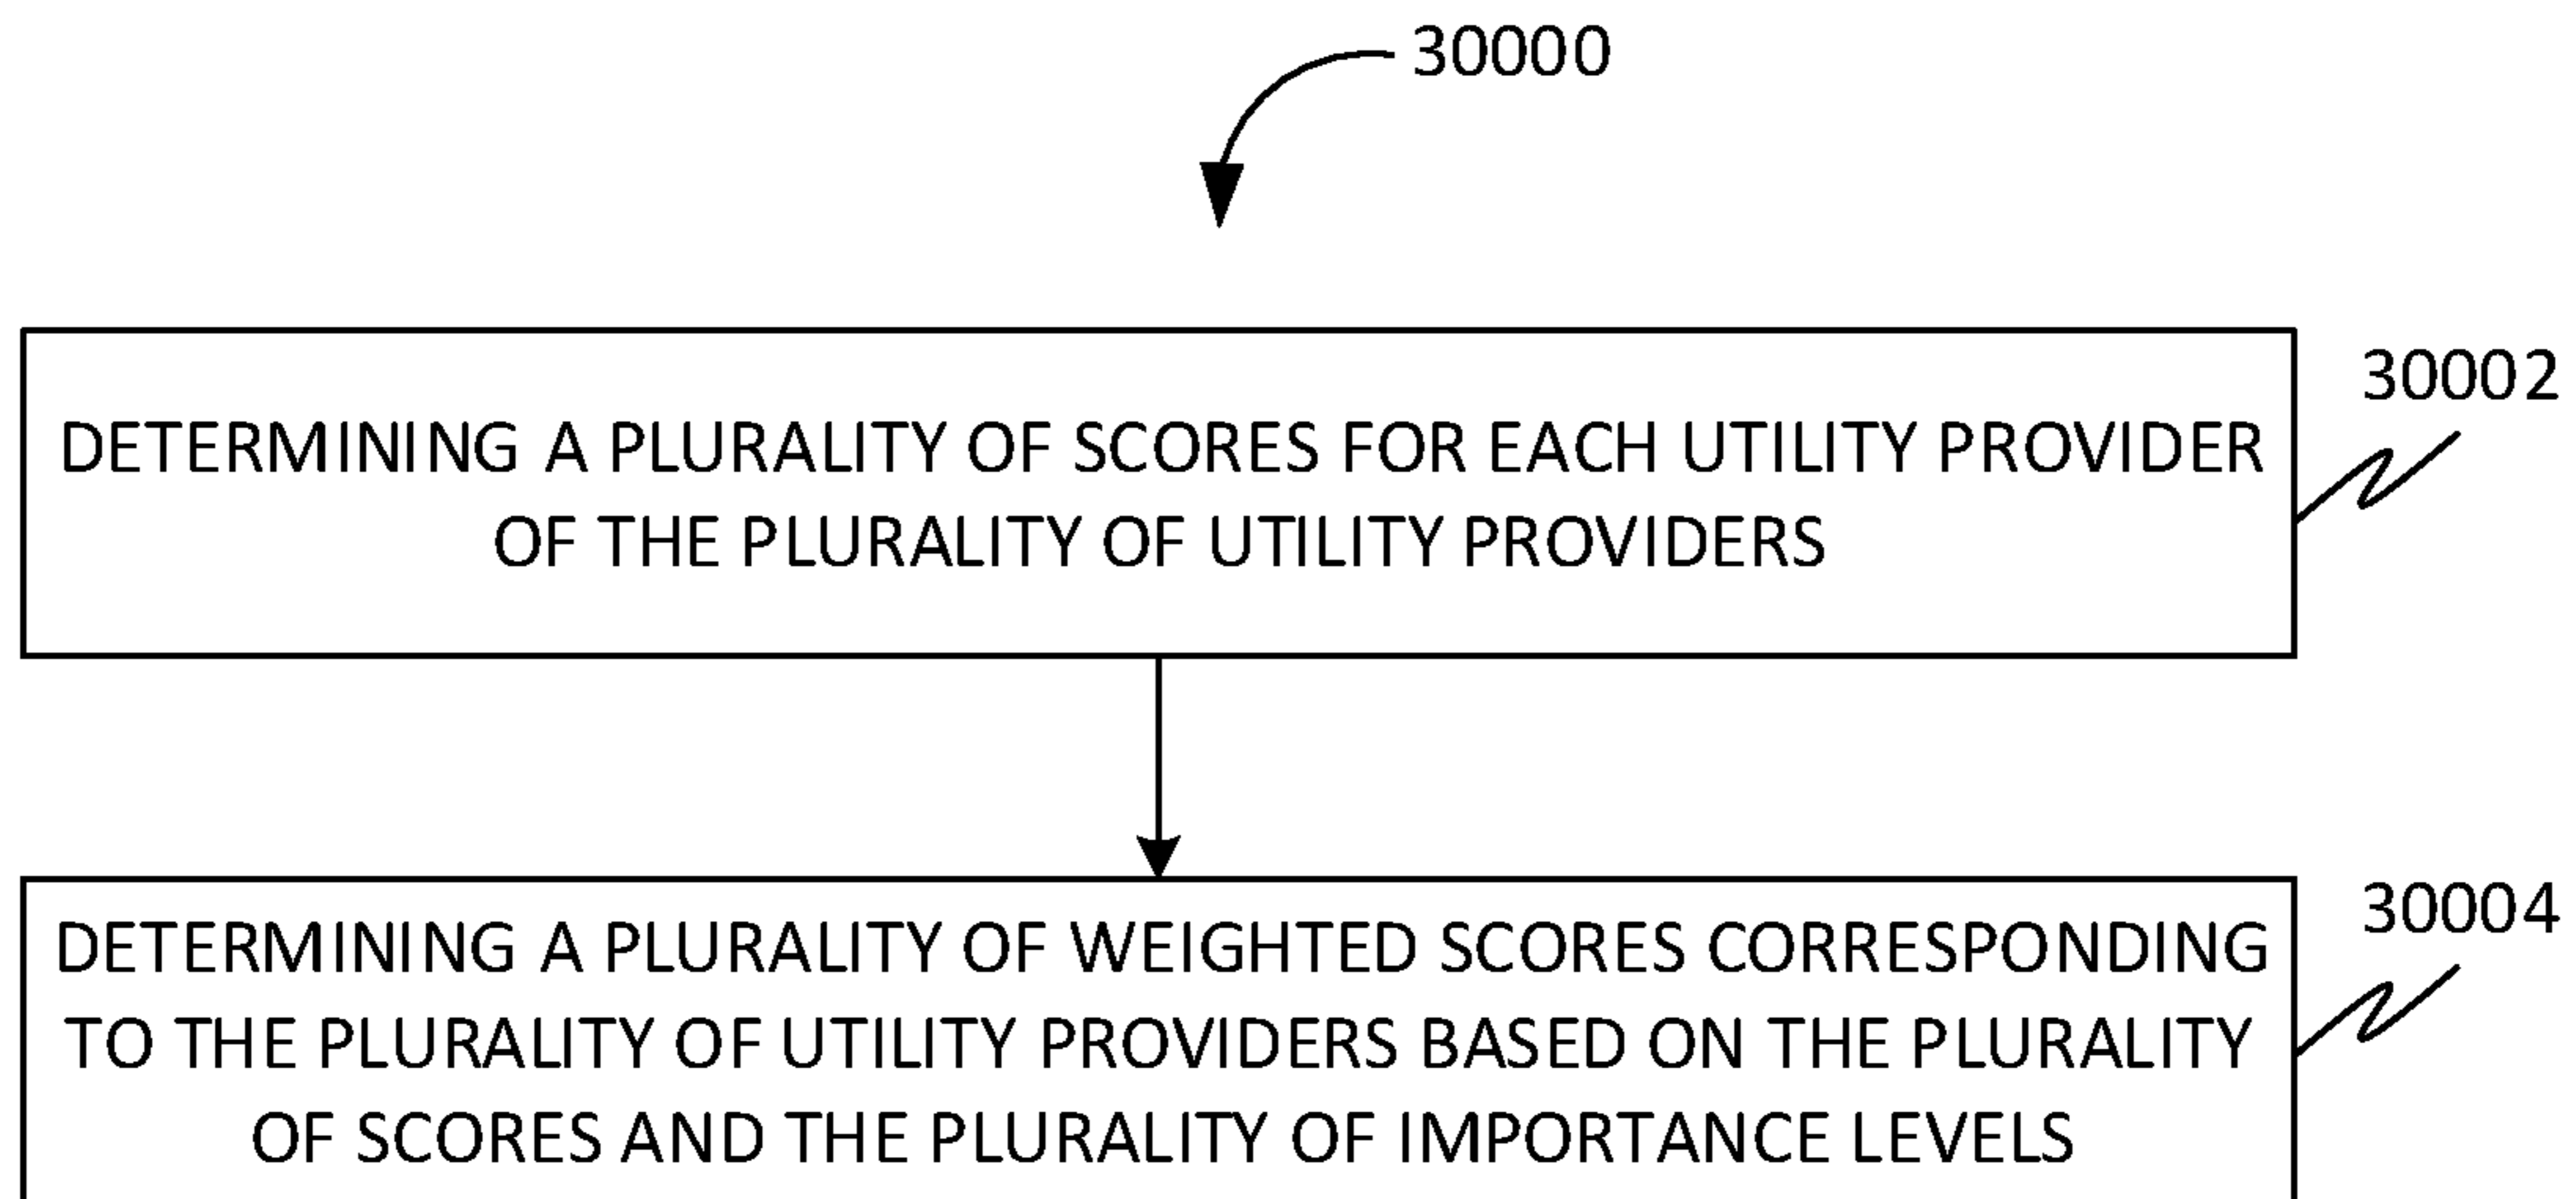 30000
30002
DETERMINING A PLURALITY OF SCORES FOR EACH UTILITY PROVIDER
OF THE PLURALITY OF UTILITY PROVIDERS
30004
DETERMINING A PLURALITY OF WEIGHTED SCORES CORRESPONDING
TO THE PLURALITY OF UTILITY PROVIDERS BASED ON THE PLURALITY
OF SCORES AND THE PLURALITY OF IMPORTANCE LEVELS